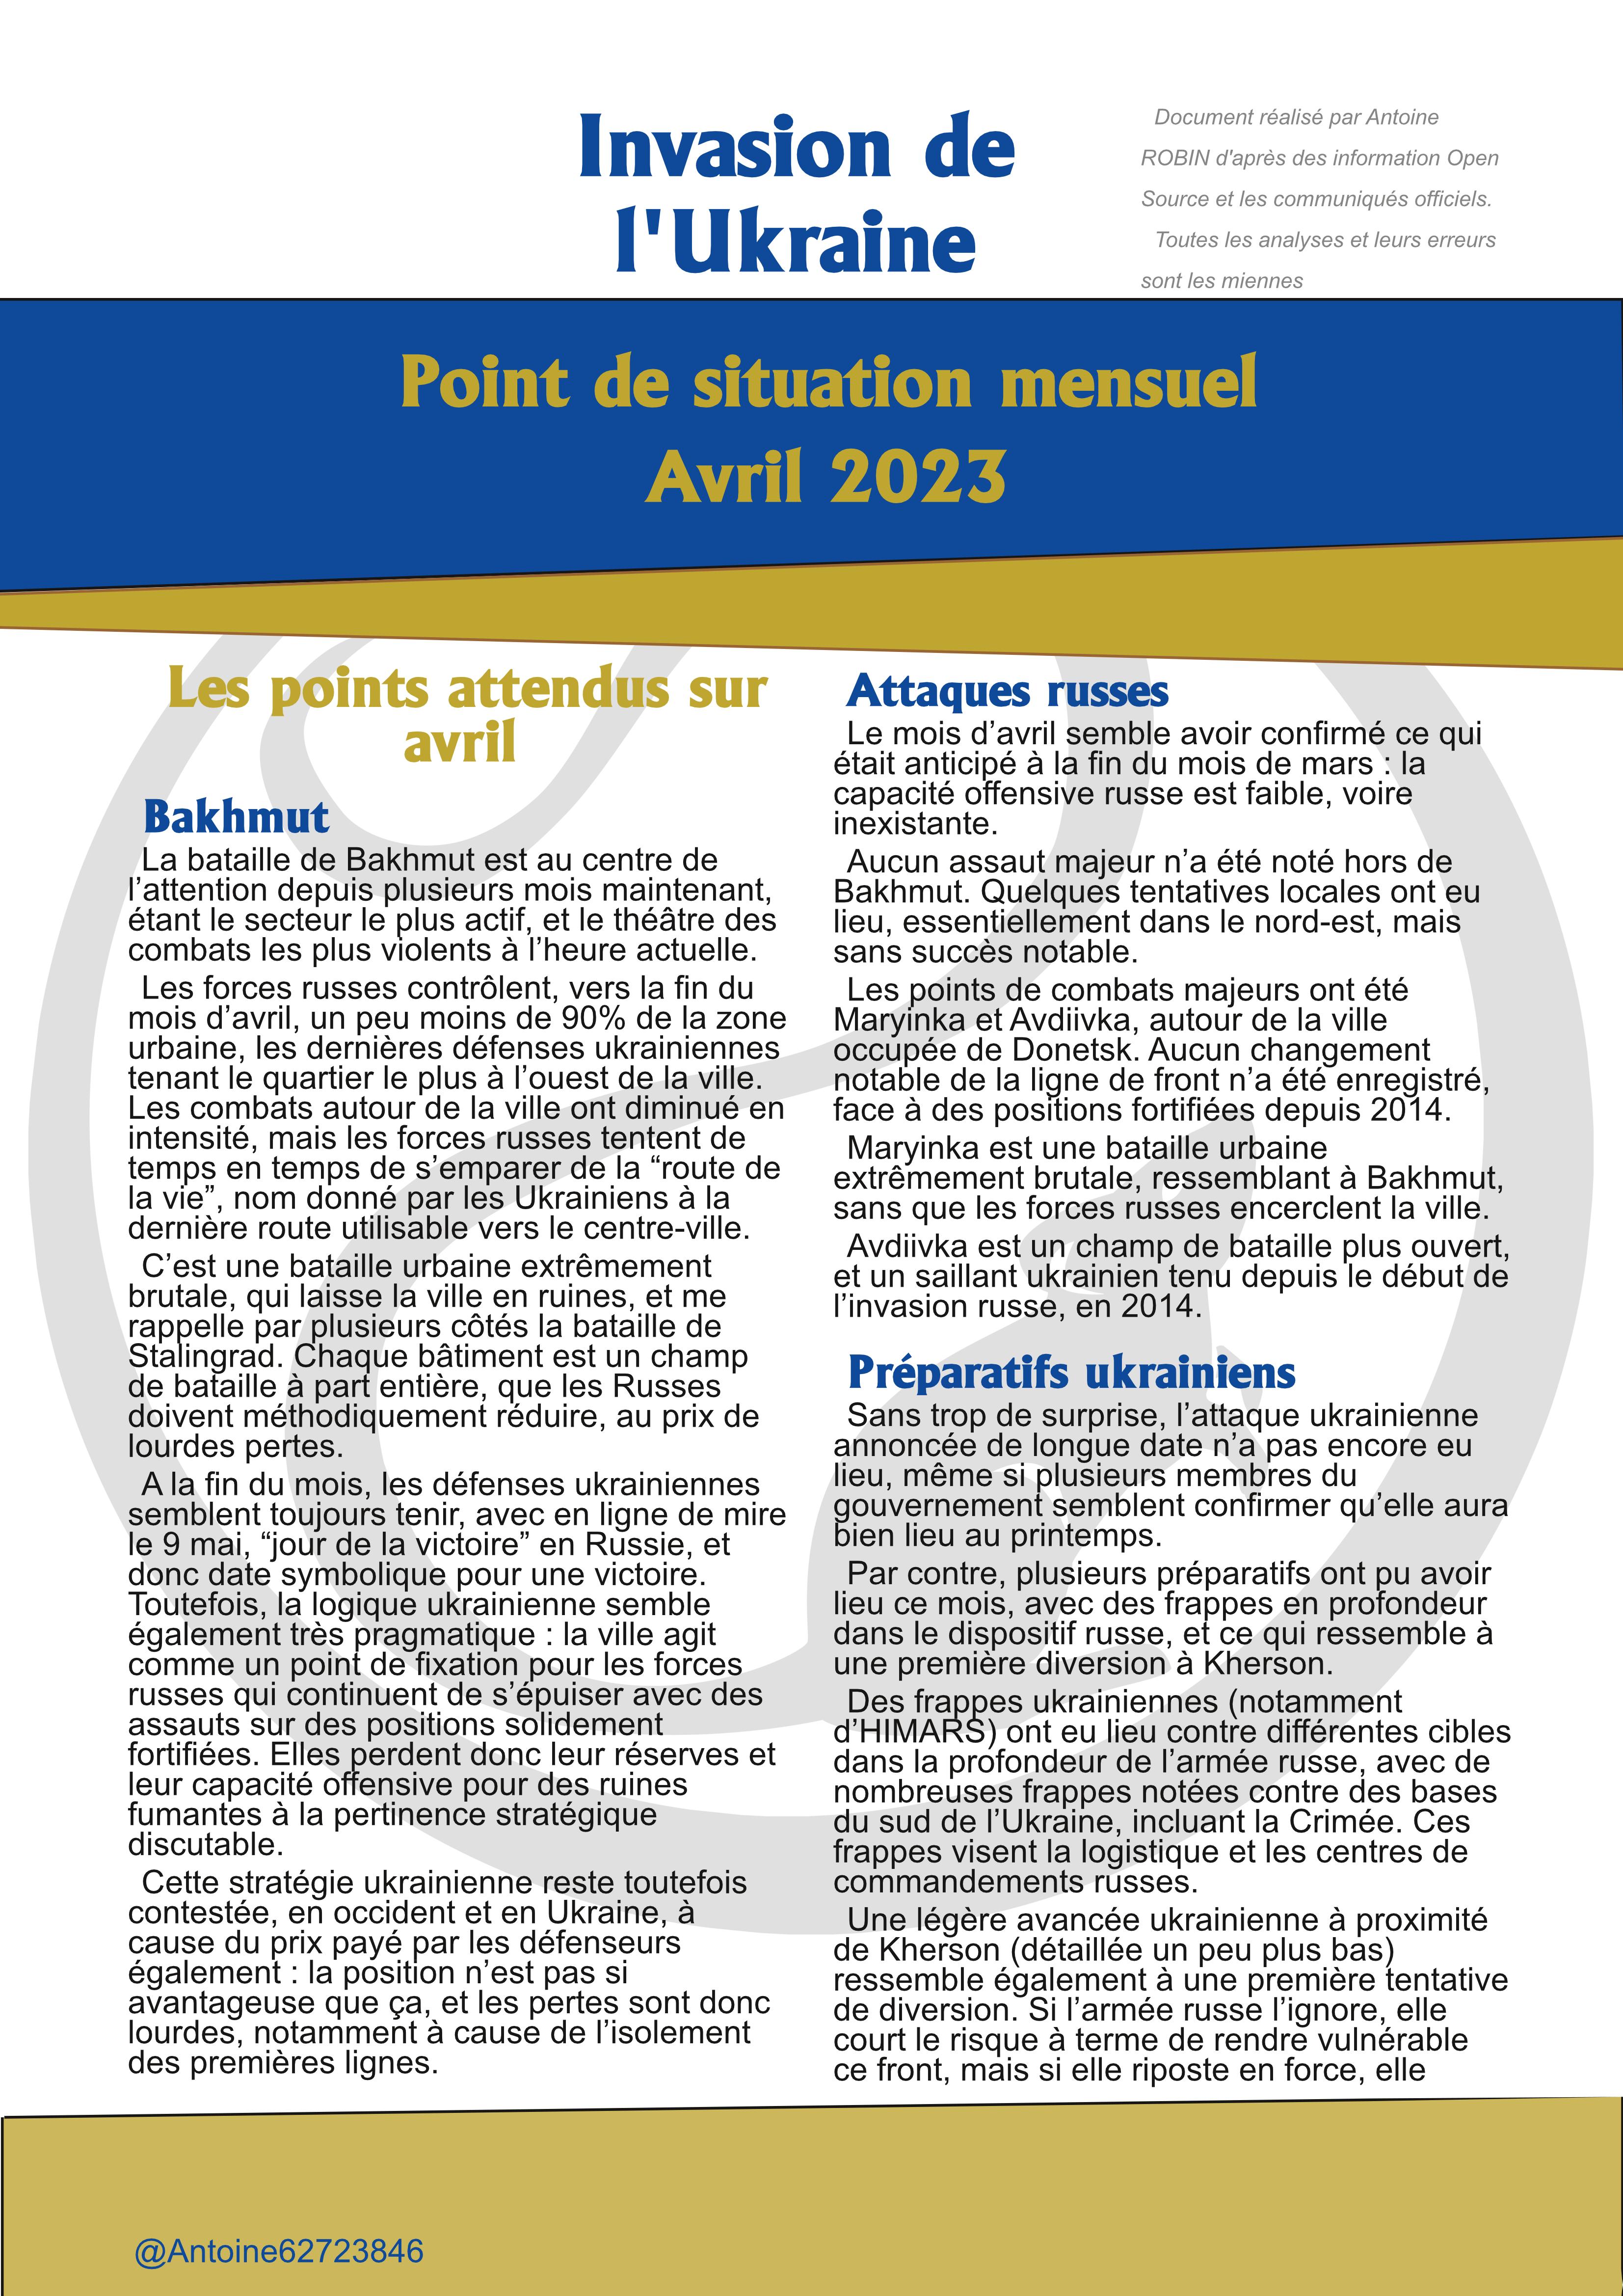 Invasion de
l'Ukraine
Document réalisé par Antoine
ROBIN d'après des information Open
Source et les communiqués officiels.
Toutes les analyses et leurs erreurs
sont les miennes
Point de situation mensuel
Avril 2023
Les points attendus sur
avril
Bakhmut
La bataille de Bakhmut est au centre de
l’attention depuis plusieurs mois maintenant,
étant le secteur le plus actif, et le théâtre des
combats les plus violents à l’heure actuelle.
Les forces russes contrôlent, vers la fin du
mois d’avril, un peu moins de 90% de la zone
urbaine, les dernières défenses ukrainiennes
tenant le quartier le plus à l’ouest de la ville.
Les combats autour de la ville ont diminué en
intensité, mais les forces russes tentent de
temps en temps de s’emparer de la “route de
la vie”, nom donné par les Ukrainiens à la
dernière route utilisable vers le centre-ville.
C’est une bataille urbaine extrêmement
brutale, qui laisse la ville en ruines, et me
rappelle par plusieurs côtés la bataille de
Stalingrad. Chaque bâtiment est un champ
de bataille à part entière, que les Russes
doivent méthodiquement réduire, au prix de
lourdes pertes.
A la fin du mois, les défenses ukrainiennes
semblent toujours tenir, avec en ligne de mire
le 9 mai, “jour de la victoire” en Russie, et
donc date symbolique pour une victoire.
Toutefois, la logique ukrainienne semble
également très pragmatique : la ville agit
comme un point de fixation pour les forces
russes qui continuent de s’épuiser avec des
assauts sur des positions solidement
fortifiées. Elles perdent donc leur réserves et
leur capacité offensive pour des ruines
fumantes à la pertinence stratégique
discutable.
Cette stratégie ukrainienne reste toutefois
contestée, en occident et en Ukraine, à
cause du prix payé par les défenseurs
également : la position n’est pas si
avantageuse que ça, et les pertes sont donc
lourdes, notamment à cause de l’isolement
des premières lignes.
Attaques russes
Le mois d’avril semble avoir confirmé ce qui
était anticipé à la fin du mois de mars : la
capacité offensive russe est faible, voire
inexistante.
Aucun assaut majeur n’a été noté hors de
Bakhmut. Quelques tentatives locales ont eu
lieu, essentiellement dans le nord-est, mais
sans succès notable.
Les points de combats majeurs ont été
Maryinka et Avdiivka, autour de la ville
occupée de Donetsk. Aucun changement
notable de la ligne de front n’a été enregistré,
face à des positions fortifiées depuis 2014.
Maryinka est une bataille urbaine
extrêmement brutale, ressemblant à Bakhmut,
sans que les forces russes encerclent la ville.
Avdiivka est un champ de bataille plus ouvert,
et un saillant ukrainien tenu depuis le début de
l’invasion russe, en 2014.
Préparatifs ukrainiens
Sans trop de surprise, l’attaque ukrainienne
annoncée de longue date n’a pas encore eu
lieu, même si plusieurs membres du
gouvernement semblent confirmer qu’elle aura
bien lieu au printemps.
Par contre, plusieurs préparatifs ont pu avoir
lieu ce mois, avec des frappes en profondeur
dans le dispositif russe, et ce qui ressemble à
une première diversion à Kherson.
Des frappes ukrainiennes (notamment
d’HIMARS) ont eu lieu contre différentes cibles
dans la profondeur de l’armée russe, avec de
nombreuses frappes notées contre des bases
du sud de l’Ukraine, incluant la Crimée. Ces
frappes visent la logistique et les centres de
commandements russes.
Une légère avancée ukrainienne à proximité
de Kherson (détaillée un peu plus bas)
ressemble également à une première tentative
de diversion. Si l’armée russe l’ignore, elle
court le risque à terme de rendre vulnérable
ce front, mais si elle riposte en force, elle
@Antoine62723846